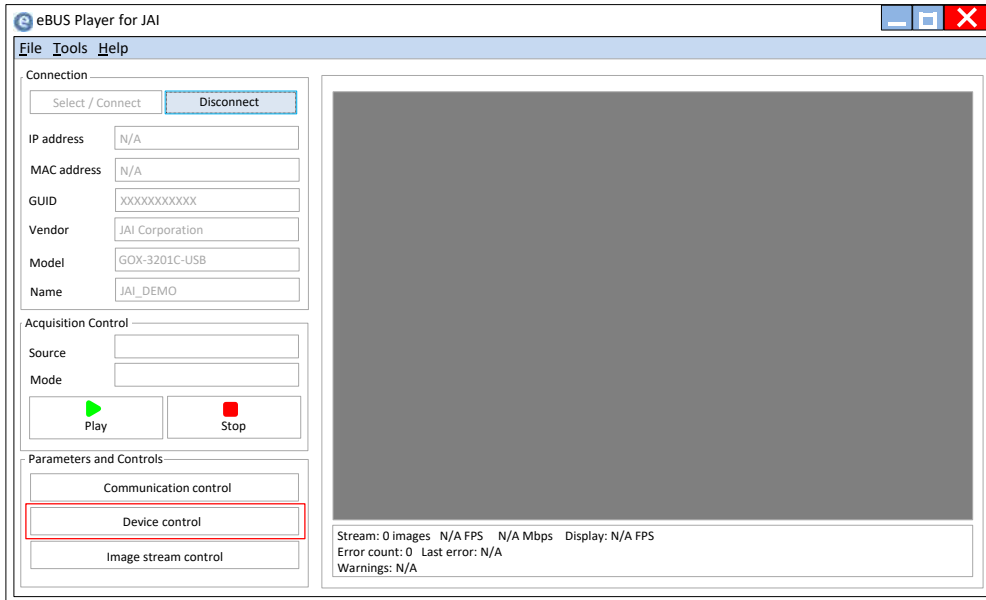 eBUS Player for JAI
File Tools Help
Connection
Select / Connect Disconnect
IP address N/A
MAC address N/A
GUID XXXXXXXXXXX
Vendor JAI Corporation
Model GOX-3201C-USB
Name JAI_DEMO
Acquisition Control
Source
Mode
Play Stop
Parameters and Controls
Communication control
Device control
Image stream control
Stream: 0 images N/A FPS N/A Mbps Display: N/A FPS
Error count: 0 Last error: N/A
Warnings: N/A